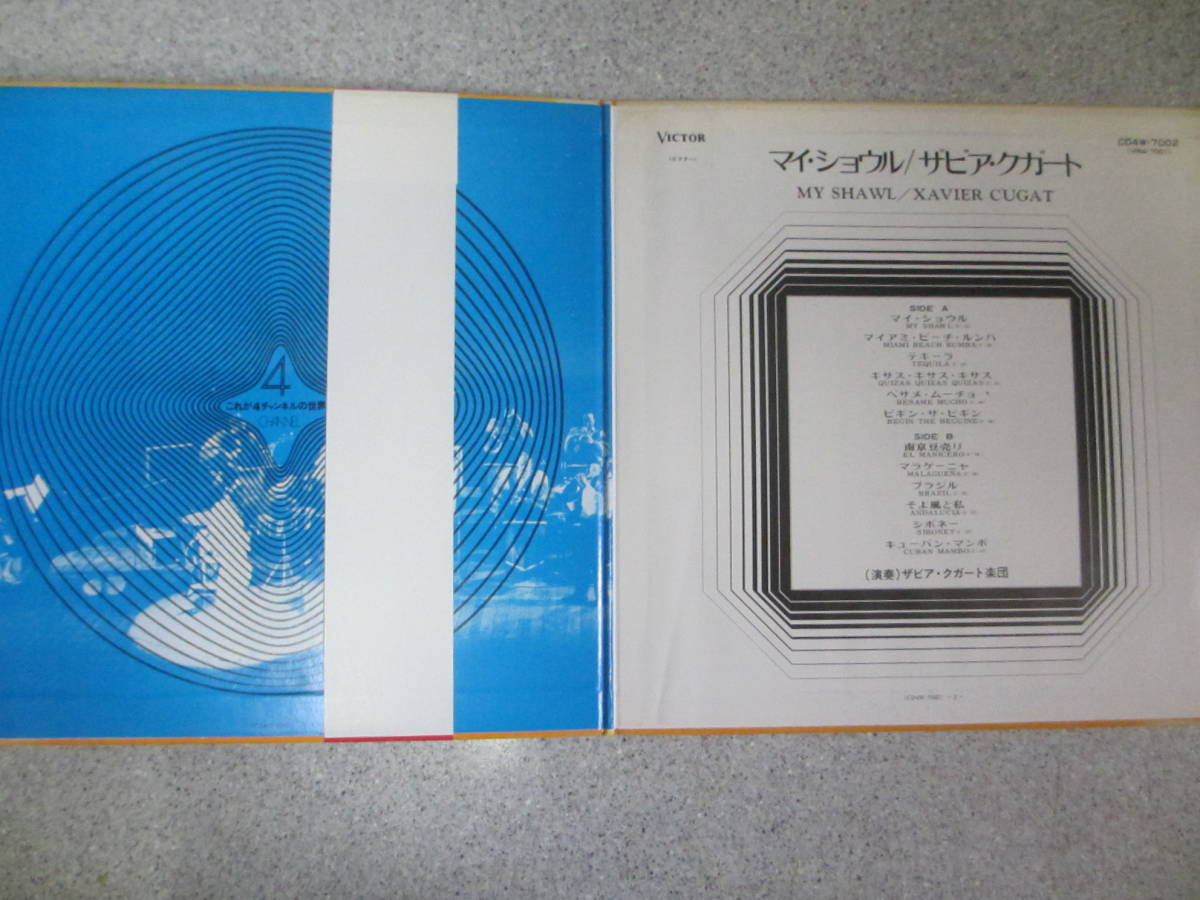 4
これが4チャンネルの世界
CHANNEL
VICTOR
(ビクター)
CD4W-7002
マイ・ショウル/ザビア・クガート
MY SHAWL/XAVIER CUGAT
SIDE A
マイ・ショウル
MY SHAWL
マイアミ・ビーチ・ルンバ
MIAMI BEACH RUMBA
テキーラ
TEQUILA
キサス・キサス・キサス
QUIZAS QUIZAS QUIZAS
ベサメ・ムーチョ
BESAME MUCHO
ビギン・ザ・ビギン
BEGIN THE BEGUINE
SIDE B
南京豆売り
EL MANICERO
マラゲーニャ
MALAGUENA
ブラジル
BRAZIL
そよ風と私
ANDALUCIA
シボネー
SIBONEY
キューバン・マンボ
CUBAN MAMBO
(演奏)ザビア・クガート楽団